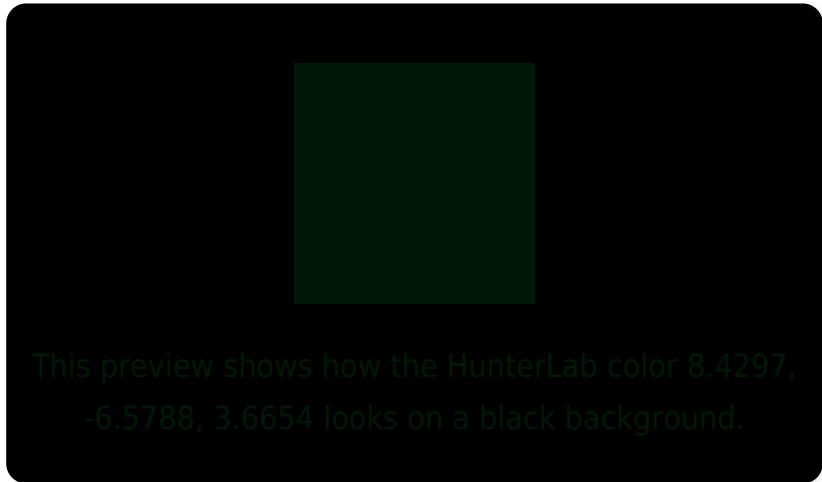 This preview shows how the HunterLab color 8.4297,
-6.5788, 3.6654 looks on a black background.